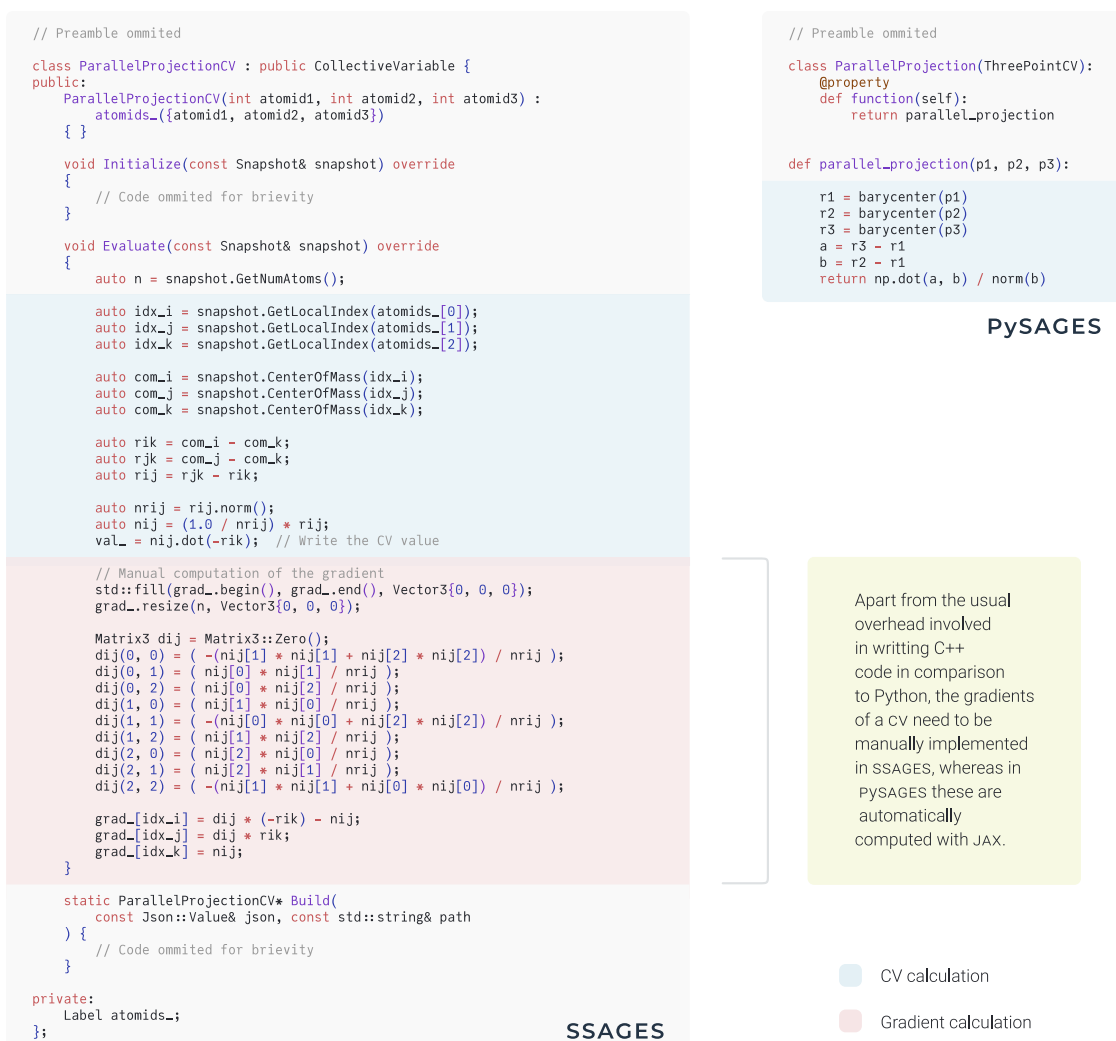 // Preamble ommited
class ParallelProjectionCV : public CollectiveVariable {
public:
    ParallelProjectionCV(int atomid1, int atomid2, int atomid3) :
        atomids_({atomid1, atomid2, atomid3})
    { }
    void Initialize(const Snapshot& snapshot) override
    {
        // Code ommited for brievity
    }
    void Evaluate(const Snapshot& snapshot) override
    {
        auto n = snapshot.GetNumAtoms();
        auto idx_i = snapshot.GetLocalIndex(atomids_[0]);
        auto idx_j = snapshot.GetLocalIndex(atomids_[1]);
        auto idx_k = snapshot.GetLocalIndex(atomids_[2]);
        auto com_i = snapshot.CenterOfMass(idx_i);
        auto com_j = snapshot.CenterOfMass(idx_j);
        auto com_k = snapshot.CenterOfMass(idx_k);
        auto rik = com_i - com_k;
        auto rjk = com_j - com_k;
        auto rij = rjk - rik;
        auto nrij = rij.norm();
        auto nij = (1.0 / nrij) * rij;
        val_ = nij.dot(-rik);  // Write the CV value
        // Manual computation of the gradient
        std::fill(grad_.begin(), grad_.end(), Vector3{0, 0, 0});
        grad_.resize(n, Vector3{0, 0, 0});
        Matrix3 dij = Matrix3::Zero();
        dij(0, 0) = ( -(nij[1] * nij[1] + nij[2] * nij[2]) / nrij );
        dij(0, 1) = ( nij[0] * nij[1] / nrij );
        dij(0, 2) = ( nij[0] * nij[2] / nrij );
        dij(1, 0) = ( nij[1] * nij[0] / nrij );
        dij(1, 1) = ( -(nij[0] * nij[0] + nij[2] * nij[2]) / nrij );
        dij(1, 2) = ( nij[1] * nij[2] / nrij );
        dij(2, 0) = ( nij[2] * nij[0] / nrij );
        dij(2, 1) = ( nij[2] * nij[1] / nrij );
        dij(2, 2) = ( -(nij[1] * nij[1] + nij[0] * nij[0]) / nrij );
        grad_[idx_i] = dij * (-rik) - nij;
        grad_[idx_j] = dij * rik;
        grad_[idx_k] = nij;
    }
    static ParallelProjectionCV* Build(
        const Json::Value& json, const std::string& path
    ) {
        // Code ommited for brievity
    }
private:
    Label atomids_;
};
SSAGES
// Preamble ommited
class ParallelProjection(ThreePointCV):
    @property
    def function(self):
        return parallel_projection
def parallel_projection(p1, p2, p3):
    r1 = barycenter(p1)
    r2 = barycenter(p2)
    r3 = barycenter(p3)
    a = r3 - r1
    b = r2 - r1
    return np.dot(a, b) / norm(b)
PySAGES
Apart from the usual
overhead involved
in writting C++
code in comparison
to Python, the gradients
of a CV need to be
manually implemented
in SSAGES, whereas in
PySAGES these are
automatically
computed with JAX.
CV calculation
Gradient calculation